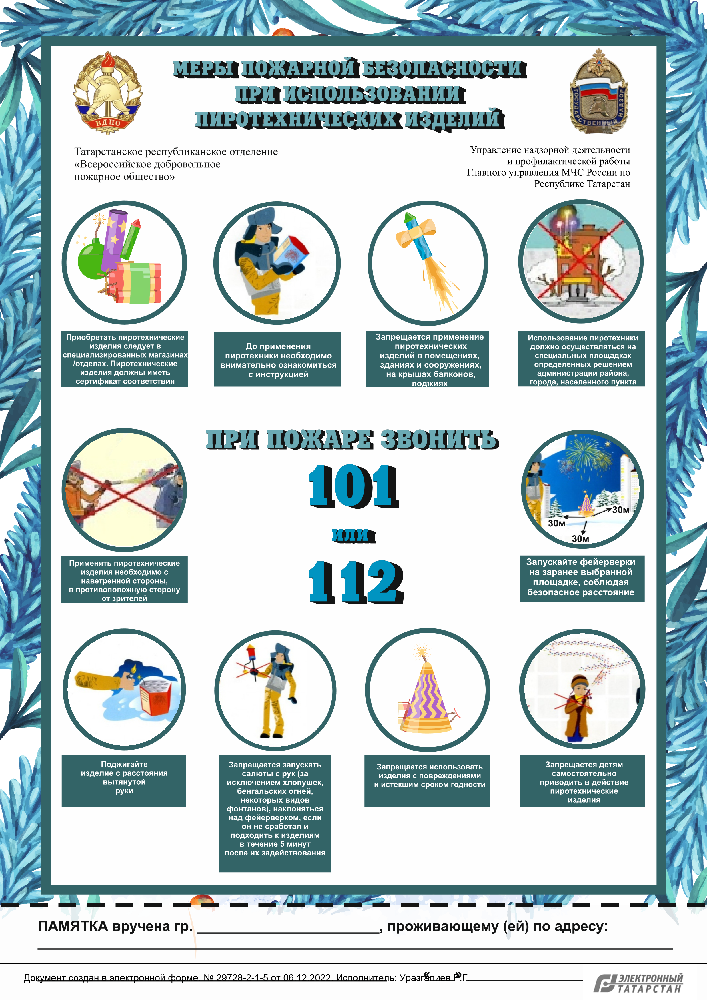 МЕРЫ ПОЖАРНОЙ БЕЗОПАСНОСТИ
ПРИ ИСПОЛЬЗОВАНИИ
ПИРОТЕХНИЧЕСКИХ ИЗДЕЛИЙ
ВДПО
ГОСУДАРСТВЕННЫЙ НАДЗОР
Татарстанское республиканское отделение
«Всероссийское добровольное
пожарное общество»
Управление надзорной деятельности
и профилактической работы
Главного управления МЧС России по
Республике Татарстан
Приобретать пиротехнические
изделия следует в
специализированных магазинах
/отделах. Пиротехнические
изделия должны иметь
сертификат соответствия
До применения
пиротехники необходимо
внимательно ознакомиться
с инструкцией
Запрещается применение
пиротехнических
изделий в помещениях,
зданиях и сооружениях,
на крышах балконов,
лоджиях
Использование пиротехники
должно осуществляться на
специальных площадках
определенных решением
администрации района,
города, населенного пункта
ПРИ ПОЖАРЕ ЗВОНИТЬ
101
или
112
30м
30м
30м
Применять пиротехнические
изделия необходимо с
наветренной стороны,
в противоположную сторону
от зрителей
Запускайте фейерверки
на заранее выбранной
площадке, соблюдая
безопасное расстояние
Поджигайте
изделие с расстояния
вытянутой
руки
Запрещается запускать
салюты с рук (за
исключением хлопушек,
бенгальских огней,
некоторых видов
фонтанов), наклоняться
над фейерверком, если
он не сработал и
подходить к изделиям
в течение 5 минут
после их задействования
Запрещается использовать
изделия с повреждениями
и истекшим сроком годности
Запрещается детям
самостоятельно
приводить в действие
пиротехнические
изделия
ПАМЯТКА вручена гр. ______________________, проживающему (ей) по адресу:
Документ создан в электронной форме. № 29728-2-1-5 от 06.12.2022. Исполнитель: Уразгалиев Р.Г.
« »
ЭЛЕКТРОННЫЙ
ТАТАРСТАН